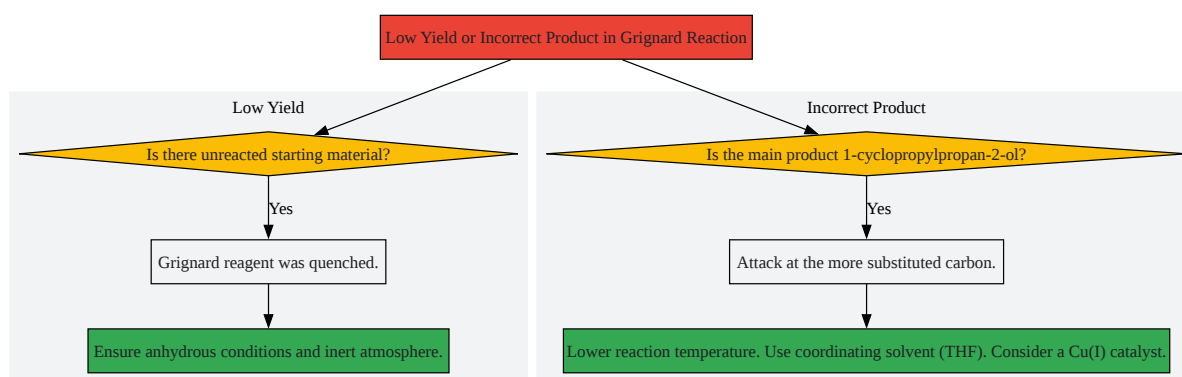 Low Yield or Incorrect Product in Grignard Reaction
Low Yield
Incorrect Product
Is there unreacted starting material?
Is the main product 1-cyclopropylpropan-2-ol?
Yes
Yes
Grignard reagent was quenched.
Attack at the more substituted carbon.
Ensure anhydrous conditions and inert atmosphere.
Lower reaction temperature. Use coordinating solvent (THF). Consider a Cu(I) catalyst.